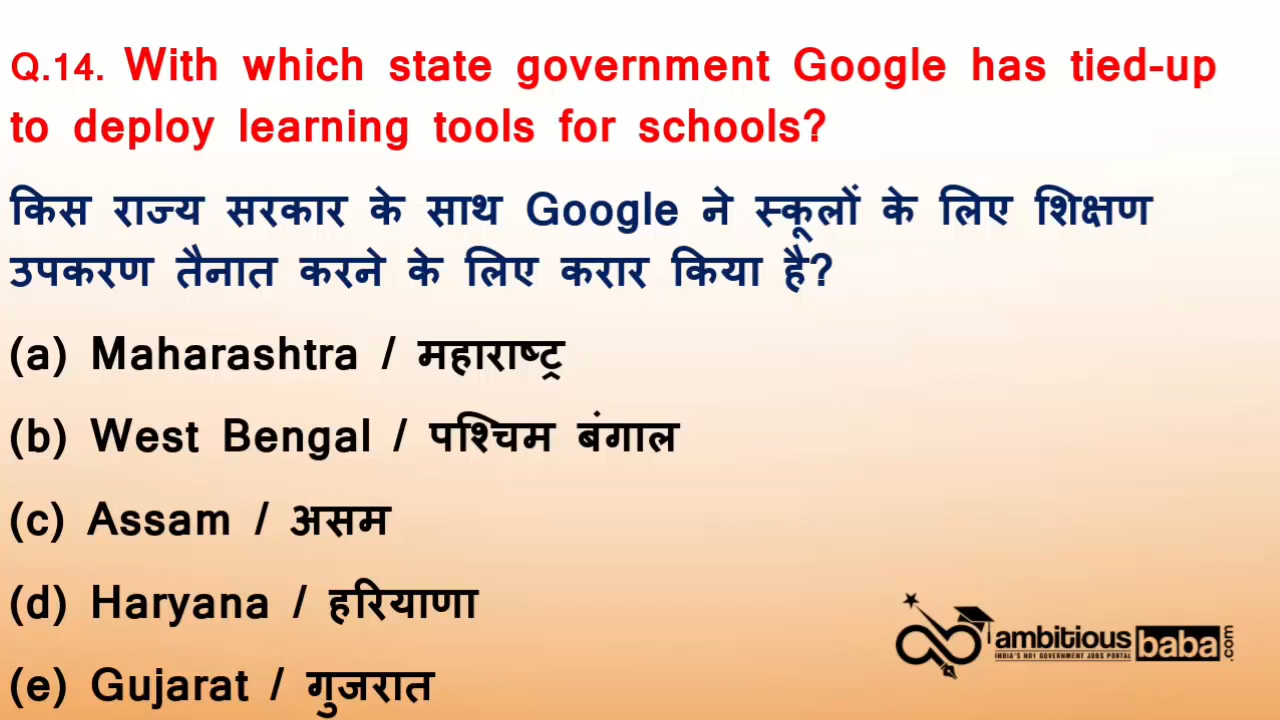 Q.14. With which state government Google has tied-up
to deploy learning tools for schools?
किस राज्य सरकार के साथ Google ने स्कूलों के लिए शिक्षण
उपकरण तैनात करने के लिए करार किया है?
(a) Maharashtra / महाराष्ट्र
(b) West Bengal / पश्चिम बंगाल
(c) Assam / असम
(d) Haryana / हरियाणा
(e) Gujarat / गुजरात
ambitiousbaba.com
INDIA'S NO1 GOVERNMENT JOBS PORTAL